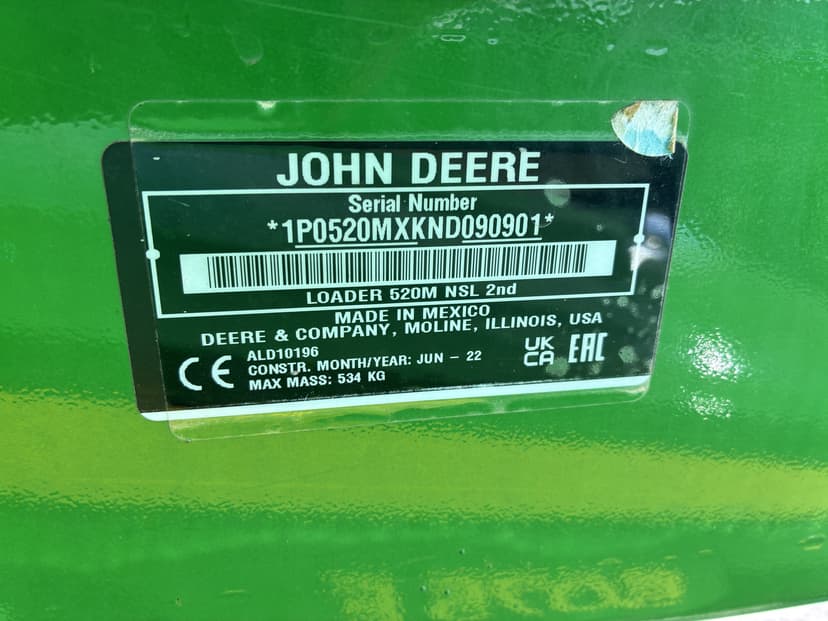 JOHN DEERE
Serial Number
*1P0520MXKND090901*
LOADER 520M NSL 2nd
MADE IN MEXICO
DEERE & COMPANY, MOLINE, ILLINOIS, USA
CE ALD10196 UK CA EAC
CONSTR. MONTH/YEAR: JUN - 22
MAX MASS: 534 KG